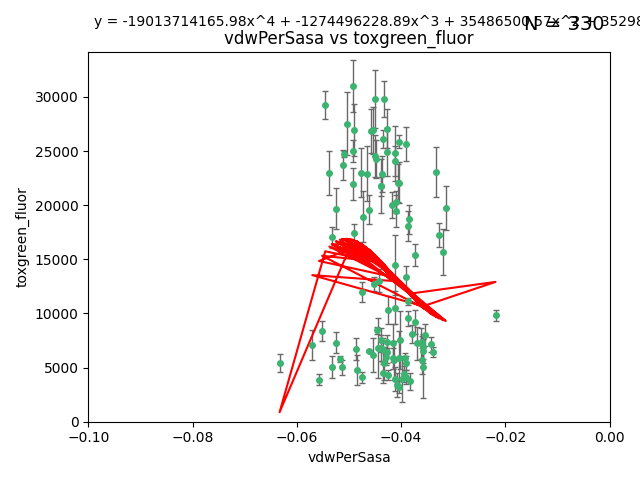 y = -19013714165.98x^4 + -1274496228.89x^3 + 35486500.57x^2 + 35298
N = 330
vdwPerSasa vs toxgreen_fluor
30000
25000
20000
15000
10000
5000
0
toxgreen_fluor
−0.10 −0.08 −0.06 −0.04 −0.02 0.00
vdwPerSasa